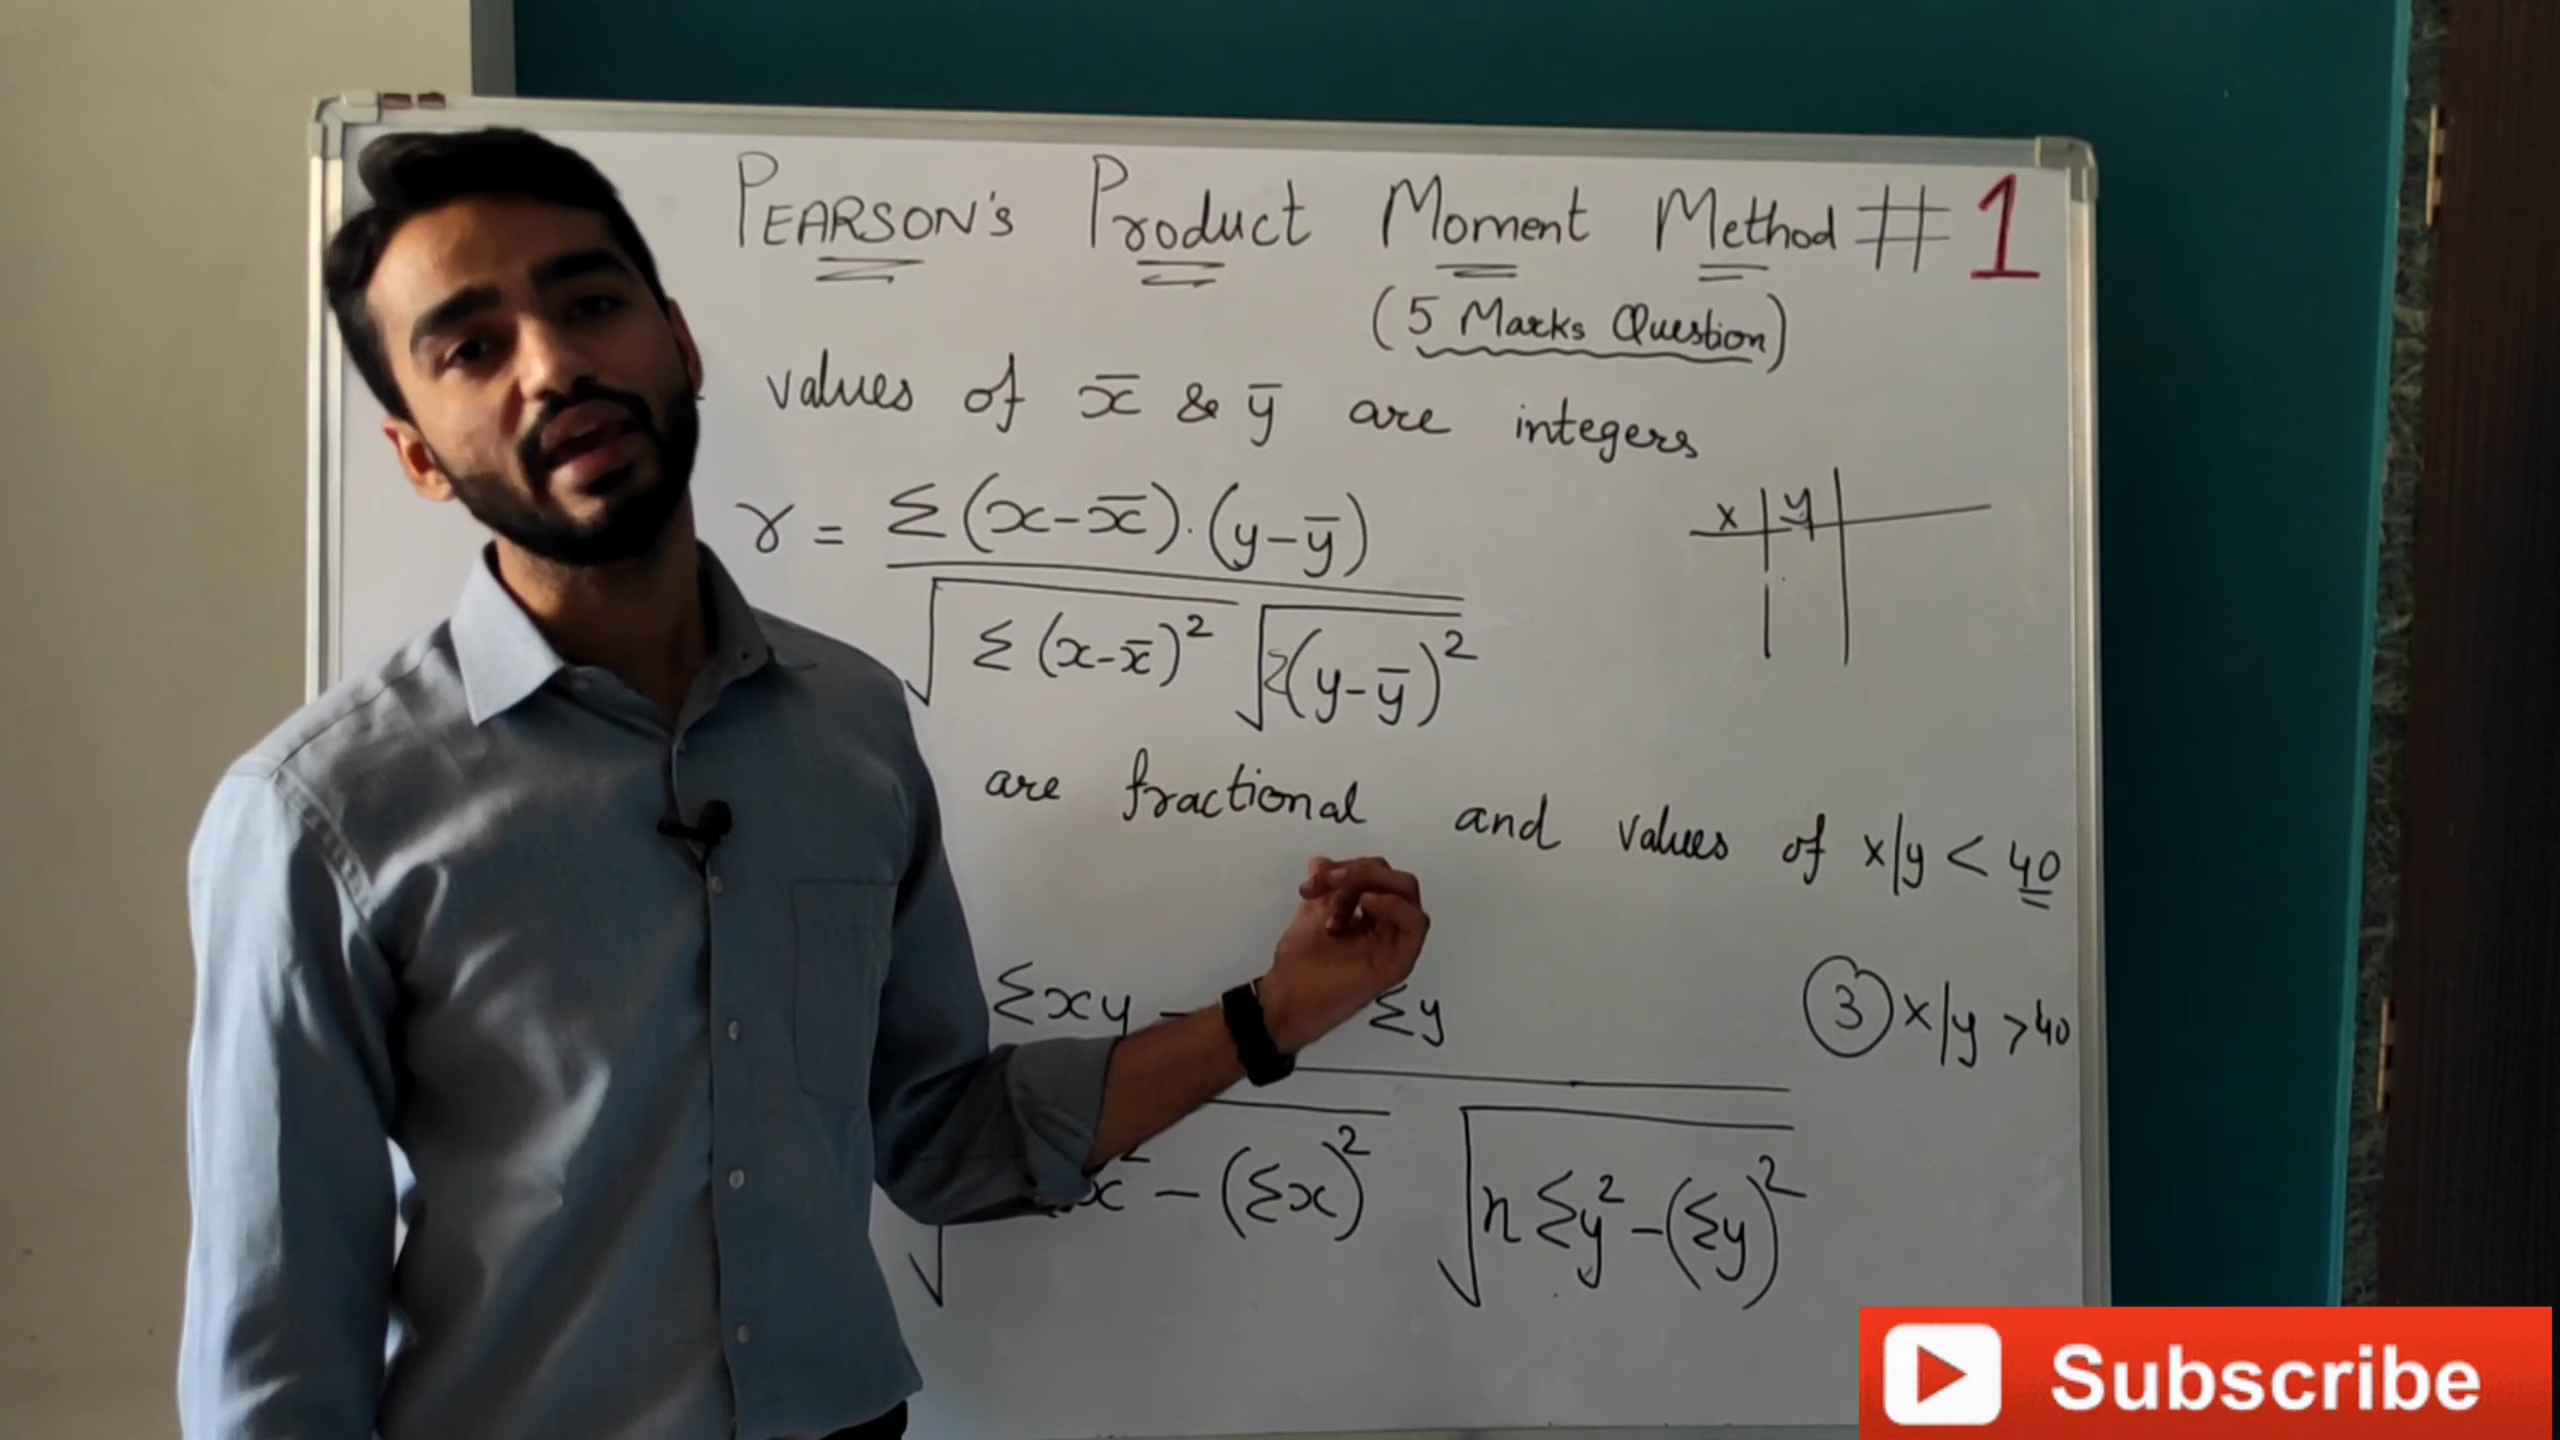 PEARSON's Product Moment Method # 1
(5 Marks Question)
values of x̄ & ȳ are integers
r = Σ(x-x̄).(y-ȳ)
√Σ(x-x̄)² √Σ(y-ȳ)²
x | y
are fractional and values of x/y < 40
Σxy - Σy
③ x/y >40
x² - (Σx)² √nΣy² - (Σy)²
Subscribe